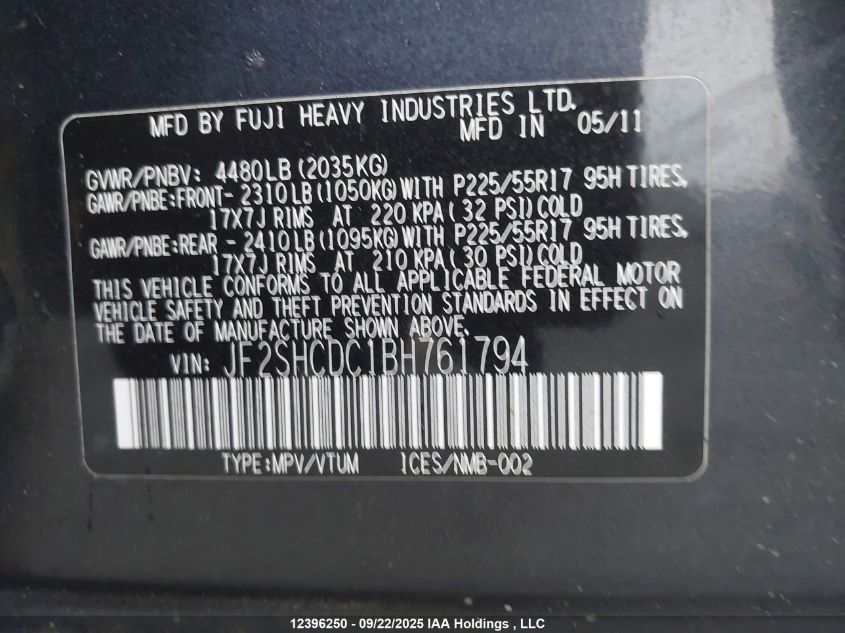 MFD BY FUJI HEAVY INDUSTRIES LTD.
MFD IN 05/11
GVWR/PNBV: 4480LB (2035KG)
GAWR/PNBE:FRONT- 2310LB(1050KG)WITH P225/55R17 95H TIRES,
17X7J RIMS AT 220 KPA( 32 PSI)COLD
GAWR/PNBE:REAR - 2410LB(1095KG)WITH P225/55R17 95H TIRES,
17X7J RIMS AT 210 KPA( 30 PSI)COLD
THIS VEHICLE CONFORMS TO ALL APPLICABLE FEDERAL MOTOR
VEHICLE SAFETY AND THEFT PREVENTION STANDARDS IN EFFECT ON
THE DATE OF MANUFACTURE SHOWN ABOVE.
VIN: JF2SHCDC1BH761794
TYPE:MPV/VTUM ICES/NMB-002
12396250 - 09/22/2025 IAA Holdings , LLC